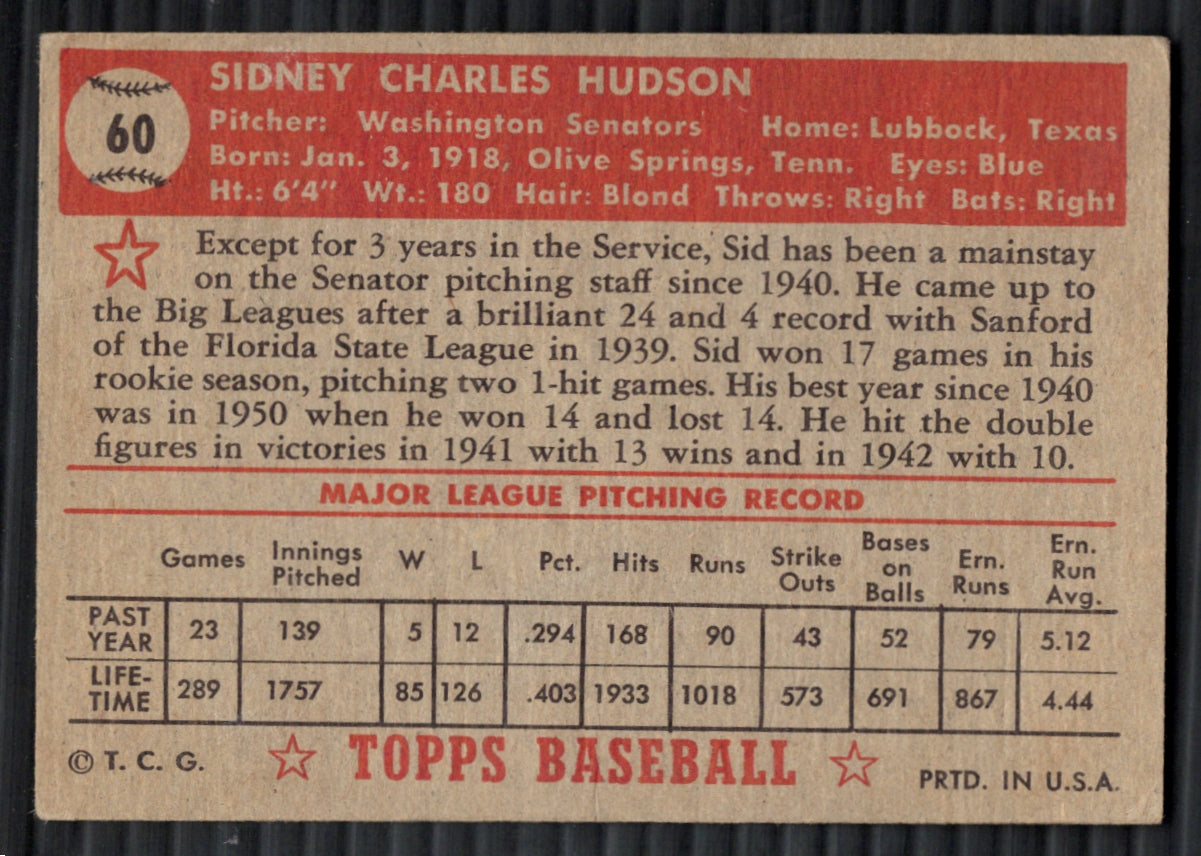 SIDNEY CHARLES HUDSON
60
Pitcher: Washington Senators Home: Lubbock, Texas
Born: Jan. 3, 1918, Olive Springs, Tenn. Eyes: Blue
Ht.: 6'4" Wt.: 180 Hair: Blond Throws: Right Bats: Right
Except for 3 years in the Service, Sid has been a mainstay
on the Senator pitching staff since 1940. He came up to
the Big Leagues after a brilliant 24 and 4 record with Sanford
of the Florida State League in 1939. Sid won 17 games in his
rookie season, pitching two 1-hit games. His best year since 1940
was in 1950 when he won 14 and lost 14. He hit the double
figures in victories in 1941 with 13 wins and in 1942 with 10.
MAJOR LEAGUE PITCHING RECORD
Games Innings Pitched W L Pct. Hits Runs Strike Outs Bases on Balls Ern. Runs Ern. Run Avg.
PAST YEAR 23 139 5 12 .294 168 90 43 52 79 5.12
LIFE-TIME 289 1757 85 126 .403 1933 1018 573 691 867 4.44
© T. C. G. TOPPS BASEBALL PRTD. IN U.S.A.